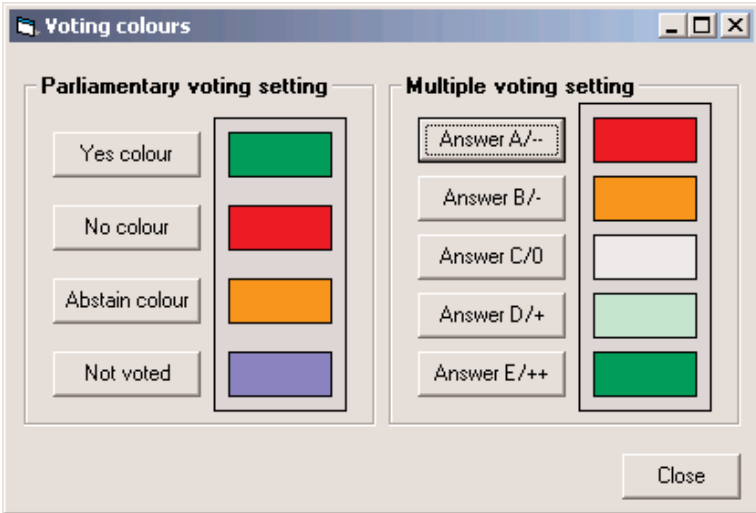 Voting colours
Parliamentary voting setting
Yes colour
No colour
Abstain colour
Not voted
Multiple voting setting
Answer A/--
Answer B/-
Answer C/0
Answer D/+
Answer E/++
Close